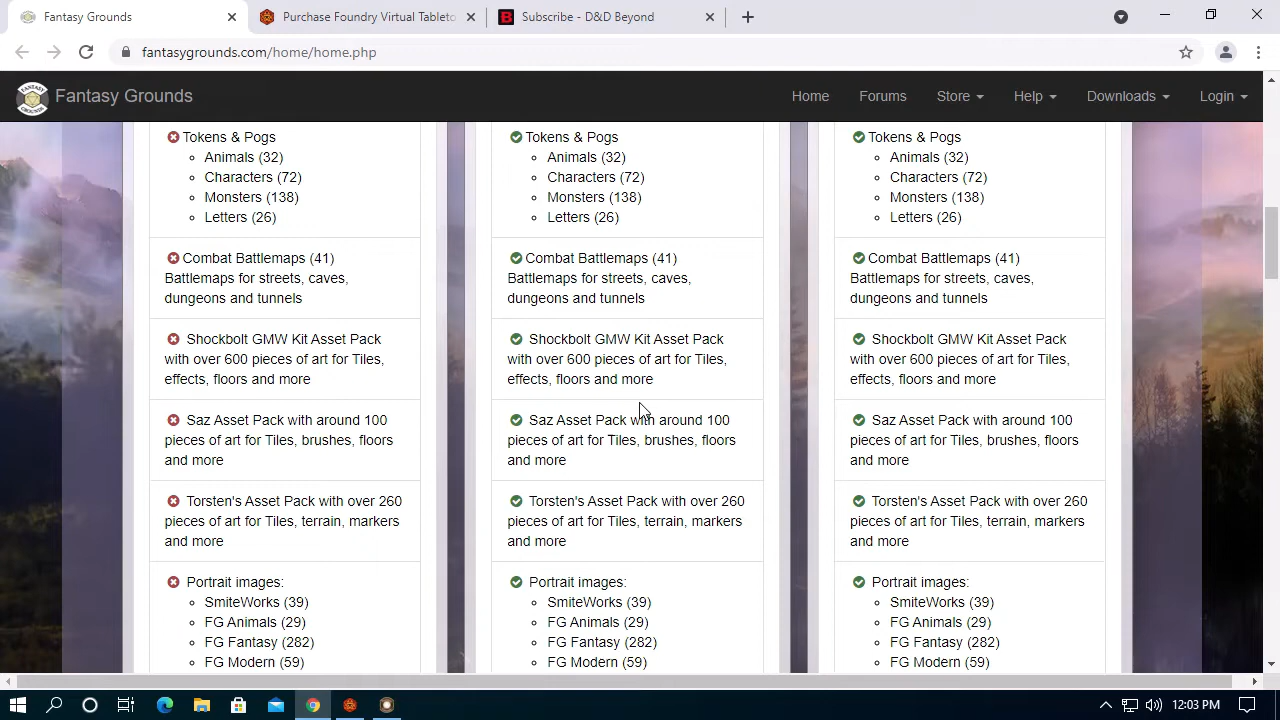 Fantasy Grounds
Purchase Foundry Virtual Tableto
Subscribe - D&D Beyond
fantasygrounds.com/home/home.php
FANTASY GROUNDS
Fantasy Grounds
Home
Forums
Store
Help
Downloads
Login
Tokens & Pogs
Animals (32)
Characters (72)
Monsters (138)
Letters (26)
Combat Battlemaps (41)
Battlemaps for streets, caves,
dungeons and tunnels
Shockbolt GMW Kit Asset Pack
with over 600 pieces of art for Tiles,
effects, floors and more
Saz Asset Pack with around 100
pieces of art for Tiles, brushes, floors
and more
Torsten's Asset Pack with over 260
pieces of art for Tiles, terrain, markers
and more
Portrait images:
SmiteWorks (39)
FG Animals (29)
FG Fantasy (282)
FG Modern (59)
Tokens & Pogs
Animals (32)
Characters (72)
Monsters (138)
Letters (26)
Combat Battlemaps (41)
Battlemaps for streets, caves,
dungeons and tunnels
Shockbolt GMW Kit Asset Pack
with over 600 pieces of art for Tiles,
effects, floors and more
Saz Asset Pack with around 100
pieces of art for Tiles, brushes, floors
and more
Torsten's Asset Pack with over 260
pieces of art for Tiles, terrain, markers
and more
Portrait images:
SmiteWorks (39)
FG Animals (29)
FG Fantasy (282)
FG Modern (59)
Tokens & Pogs
Animals (32)
Characters (72)
Monsters (138)
Letters (26)
Combat Battlemaps (41)
Battlemaps for streets, caves,
dungeons and tunnels
Shockbolt GMW Kit Asset Pack
with over 600 pieces of art for Tiles,
effects, floors and more
Saz Asset Pack with around 100
pieces of art for Tiles, brushes, floors
and more
Torsten's Asset Pack with over 260
pieces of art for Tiles, terrain, markers
and more
Portrait images:
SmiteWorks (39)
FG Animals (29)
FG Fantasy (282)
FG Modern (59)
12:03 PM